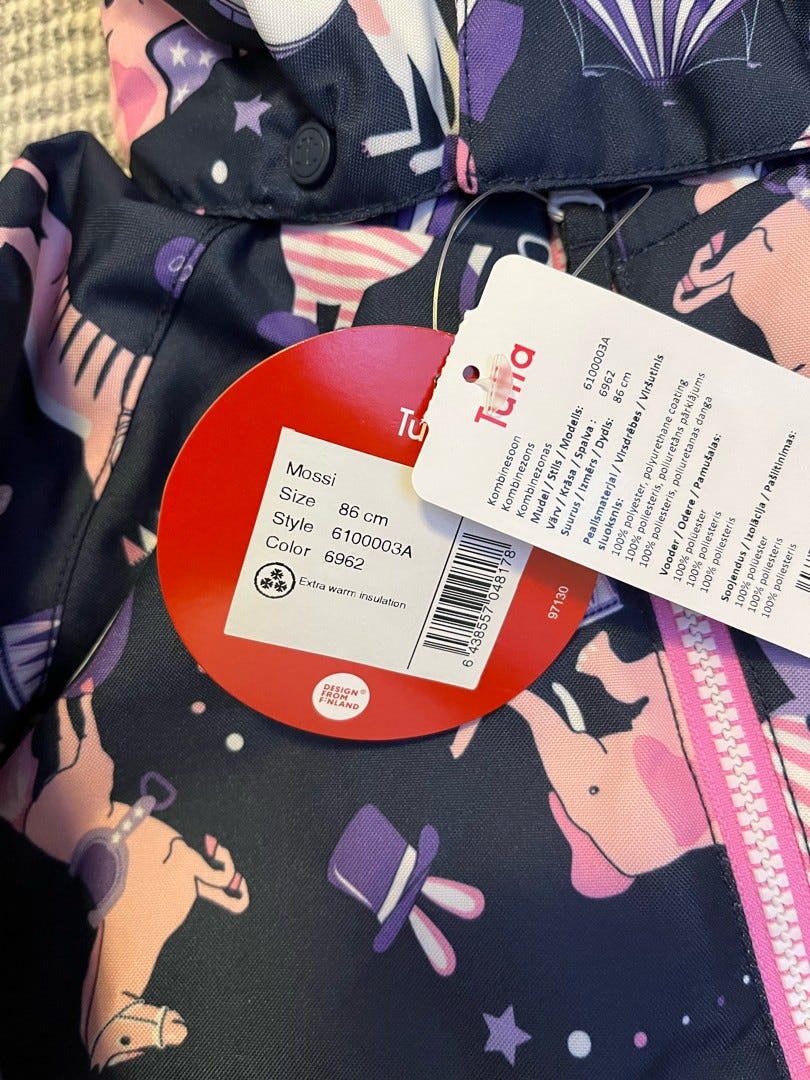 Mossi
Size 86 cm
Style 6100003A
Color 6962
Extra warm insulation
6 438557 048178
97130
DESIGN
FROM
FINLAND
Tutta
Kombinesoon
Kombinezons
Kombinezonas
Mudel / Stils / Modelis: 6100003A
Värv / Kāsa / Spalva : 6962
Suurus / Izmērs / Dydis: 86 cm
Pealismaterjal / Virsdrēbes / Viršutinis
sluoksnis:
100% polyester, polyurethane coating
100% poliesteris, poliuretāns pārklājums
100% poliesteris, poliuretanas danga
Vooder / Odere / Pamušalas:
100% polüester
100% poliesteris
100% poliesteris
Soojendus / Izolācija / Pašiltinimas:
100% polüester
100% poliesteris
100% poliesteris